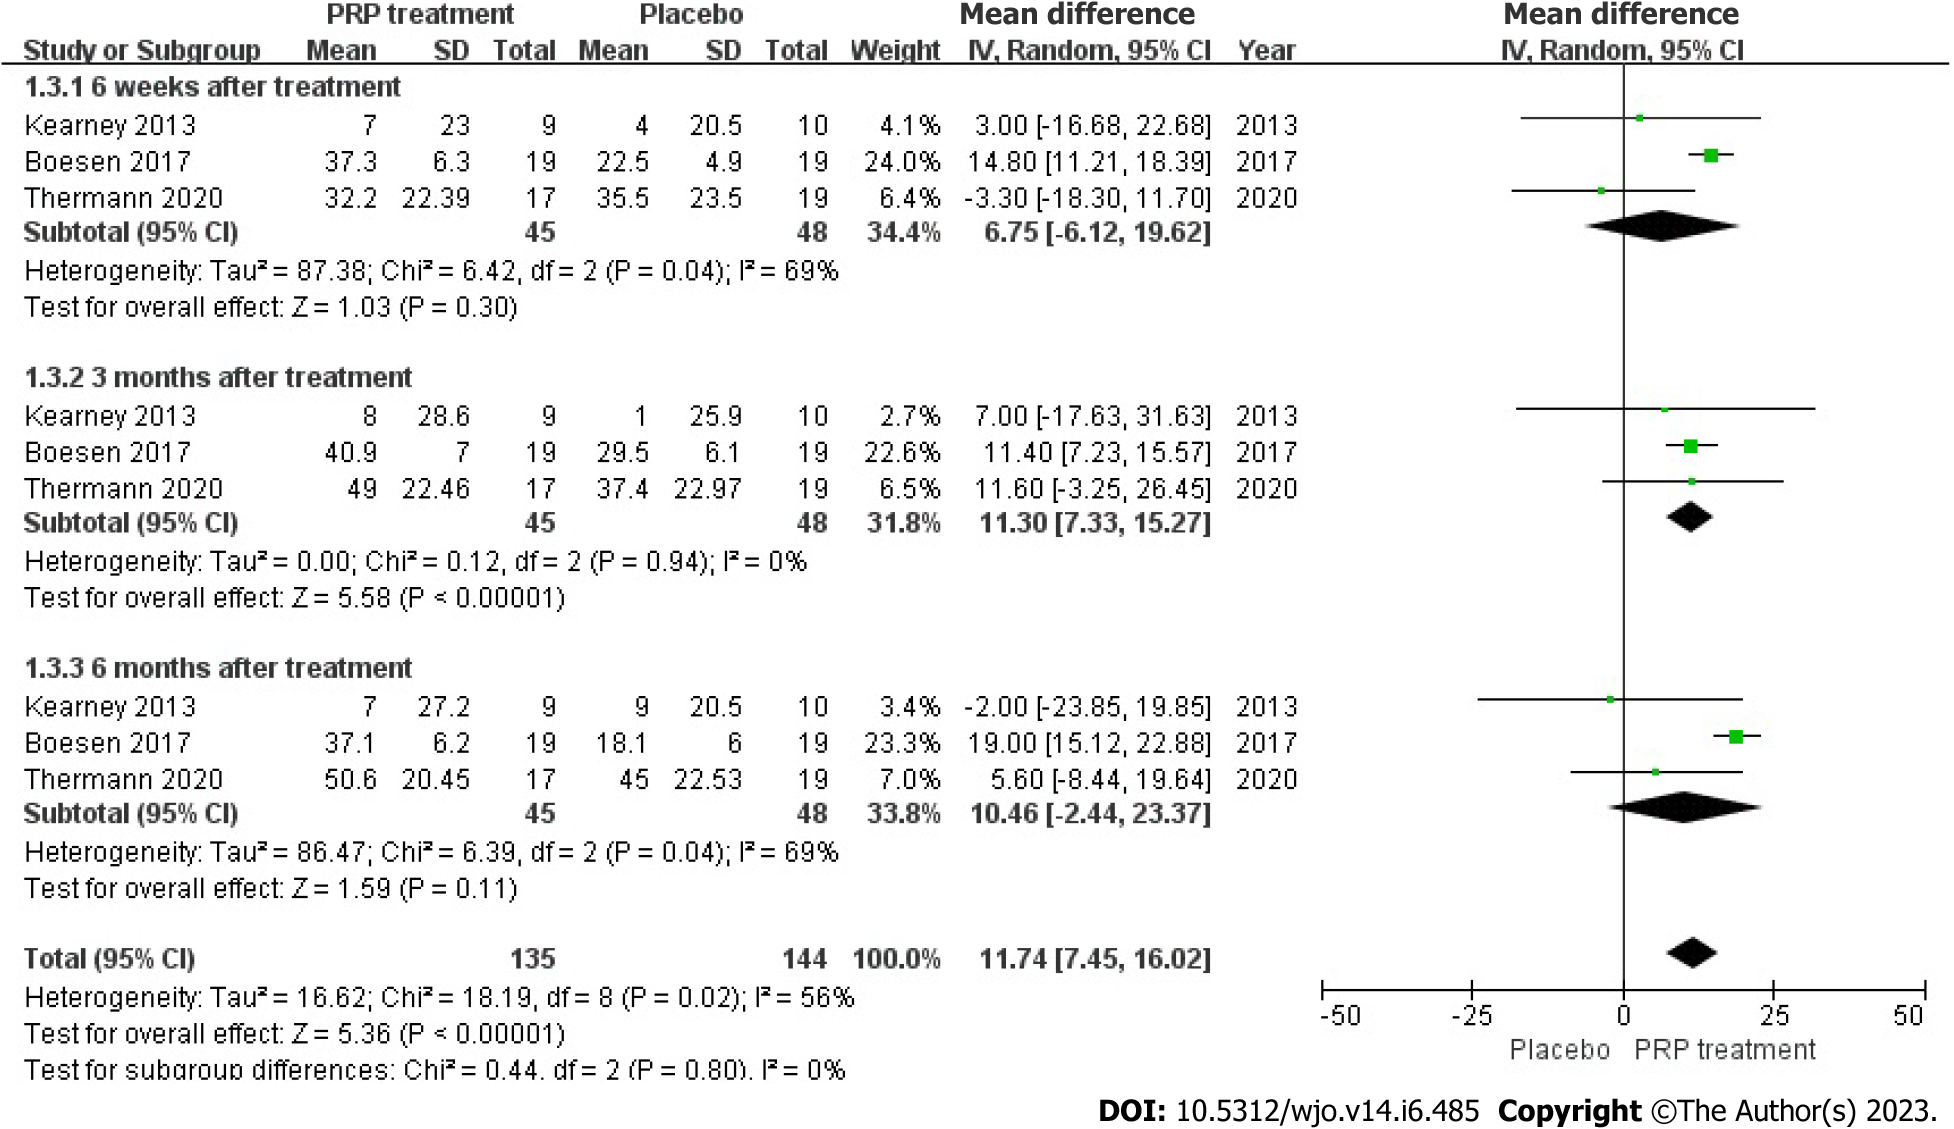 PRP treatment Placebo Mean difference Mean difference
Study or Subgroup Mean SD Total Mean SD Total Weight IV, Random, 95% CI Year IV, Random, 95% CI
1.3.1 6 weeks after treatment
Kearney 2013 7 23 9 4 20.5 10 4.1% 3.00 [-16.68, 22.68] 2013
Boesen 2017 37.3 6.3 19 22.5 4.9 19 24.0% 14.80 [11.21, 18.39] 2017
Thermann 2020 32.2 22.39 17 35.5 23.5 19 6.4% -3.30 [-18.30, 11.70] 2020
Subtotal (95% CI) 45 48 34.4% 6.75 [-6.12, 19.62]
Heterogeneity: Tau² = 87.38; Chi² = 6.42, df = 2 (P = 0.04); I² = 69%
Test for overall effect: Z = 1.03 (P = 0.30)
1.3.2 3 months after treatment
Kearney 2013 8 28.6 9 1 25.9 10 2.7% 7.00 [-17.63, 31.63] 2013
Boesen 2017 40.9 7 19 29.5 6.1 19 22.6% 11.40 [7.23, 15.57] 2017
Thermann 2020 49 22.46 17 37.4 22.97 19 6.5% 11.60 [-3.25, 26.45] 2020
Subtotal (95% CI) 45 48 31.8% 11.30 [7.33, 15.27]
Heterogeneity: Tau² = 0.00; Chi² = 0.12, df = 2 (P = 0.94); I² = 0%
Test for overall effect: Z = 5.58 (P < 0.00001)
1.3.3 6 months after treatment
Kearney 2013 7 27.2 9 9 20.5 10 3.4% -2.00 [-23.85, 19.85] 2013
Boesen 2017 37.1 6.2 19 18.1 6 19 23.3% 19.00 [15.12, 22.88] 2017
Thermann 2020 50.6 20.45 17 45 22.53 19 7.0% 5.60 [-8.44, 19.64] 2020
Subtotal (95% CI) 45 48 33.8% 10.46 [-2.44, 23.37]
Heterogeneity: Tau² = 86.47; Chi² = 6.39, df = 2 (P = 0.04); I² = 69%
Test for overall effect: Z = 1.59 (P = 0.11)
Total (95% CI) 135 144 100.0% 11.74 [7.45, 16.02]
Heterogeneity: Tau² = 16.62; Chi² = 18.19, df = 8 (P = 0.02); I² = 56%
Test for overall effect: Z = 5.36 (P < 0.00001)
Test for subgroup differences: Chi² = 0.44, df = 2 (P = 0.80), I² = 0%
-50 -25 0 25 50
Placebo PRP treatment
DOI: 10.5312/wjo.v14.i6.485 Copyright ©The Author(s) 2023.